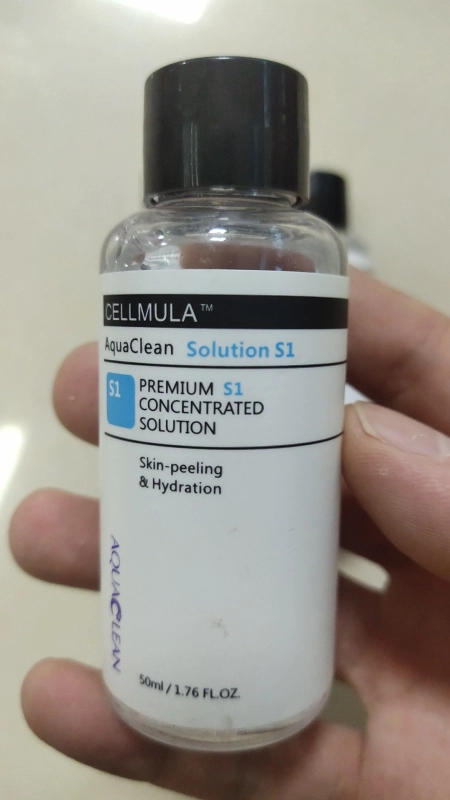 CELLMULA™
AquaClean Solution S1
S1
PREMIUM S1
CONCENTRATED
SOLUTION
Skin-peeling
& Hydration
AQUACLEAN
50ml / 1.76 FL.OZ.